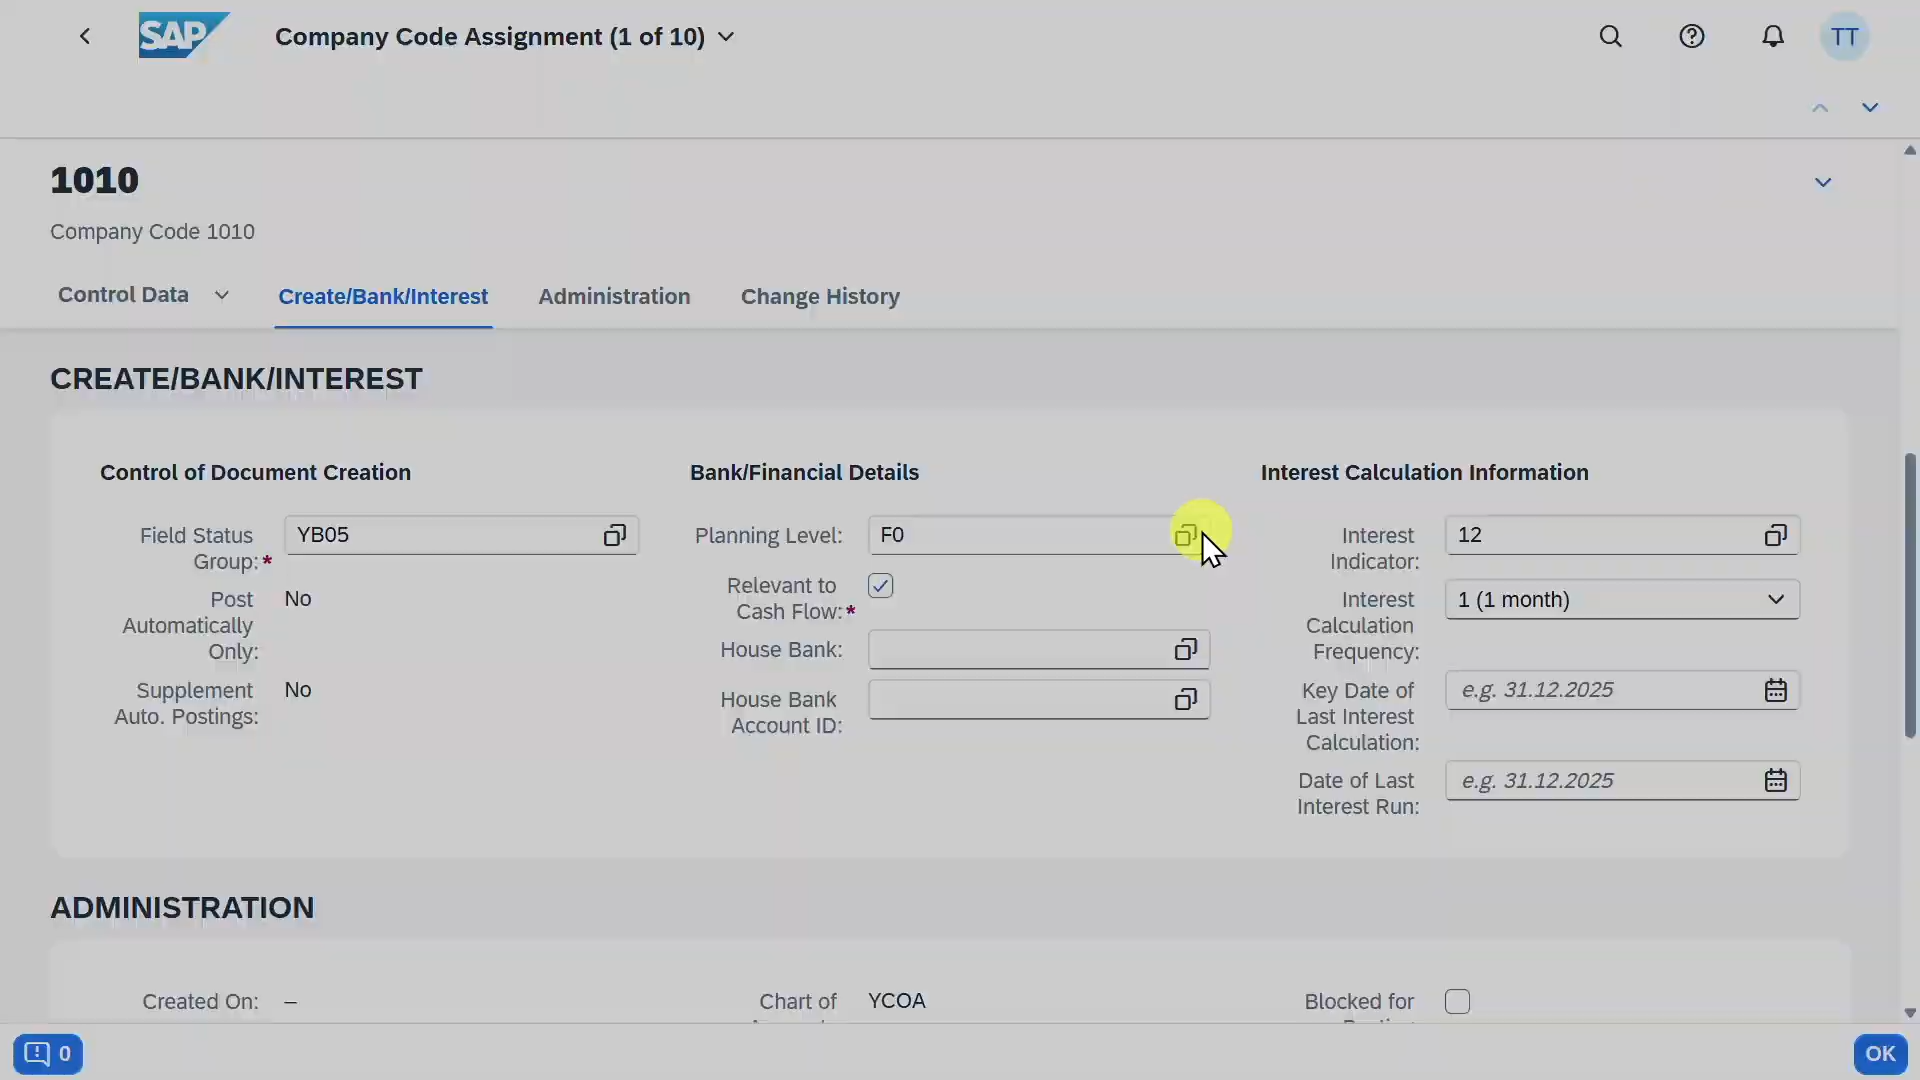 SAP
Company Code Assignment (1 of 10)
TT
1010
Company Code 1010
Control Data
Create/Bank/Interest
Administration
Change History
CREATE/BANK/INTEREST
Control of Document Creation
Field Status
Group:*
YB05
Post
Automatically
Only:
No
Supplement
Auto. Postings:
No
Bank/Financial Details
Planning Level:
F0
Relevant to
Cash Flow:*
House Bank:
House Bank
Account ID:
Interest Calculation Information
Interest
Indicator:
12
Interest
Calculation
Frequency:
1 (1 month)
Key Date of
Last Interest
Calculation:
e.g. 31.12.2025
Date of Last
Interest Run:
e.g. 31.12.2025
ADMINISTRATION
Created On:
–
Chart of
YCOA
Blocked for
0
OK